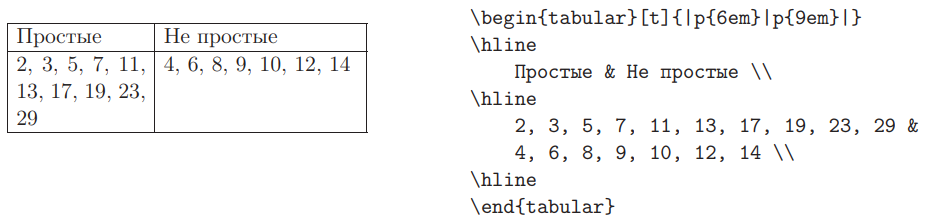 Простые Не простые
2, 3, 5, 7, 11, 4, 6, 8, 9, 10, 12, 14
13, 17, 19, 23,
29
\begin{tabular}[t]{|p{6em}|p{9em}|}
\hline
Простые & Не простые \\
\hline
2, 3, 5, 7, 11, 13, 17, 19, 23, 29 &
4, 6, 8, 9, 10, 12, 14 \\
\hline
\end{tabular}